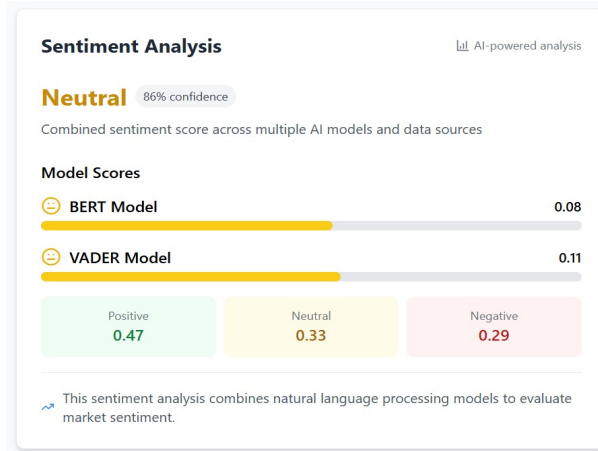 Sentiment Analysis
AI-powered analysis
Neutral
86% confidence
Combined sentiment score across multiple AI models and data sources
Model Scores
BERT Model
0.08
VADER Model
0.11
Positive
0.47
Neutral
0.33
Negative
0.29
This sentiment analysis combines natural language processing models to evaluate
market sentiment.